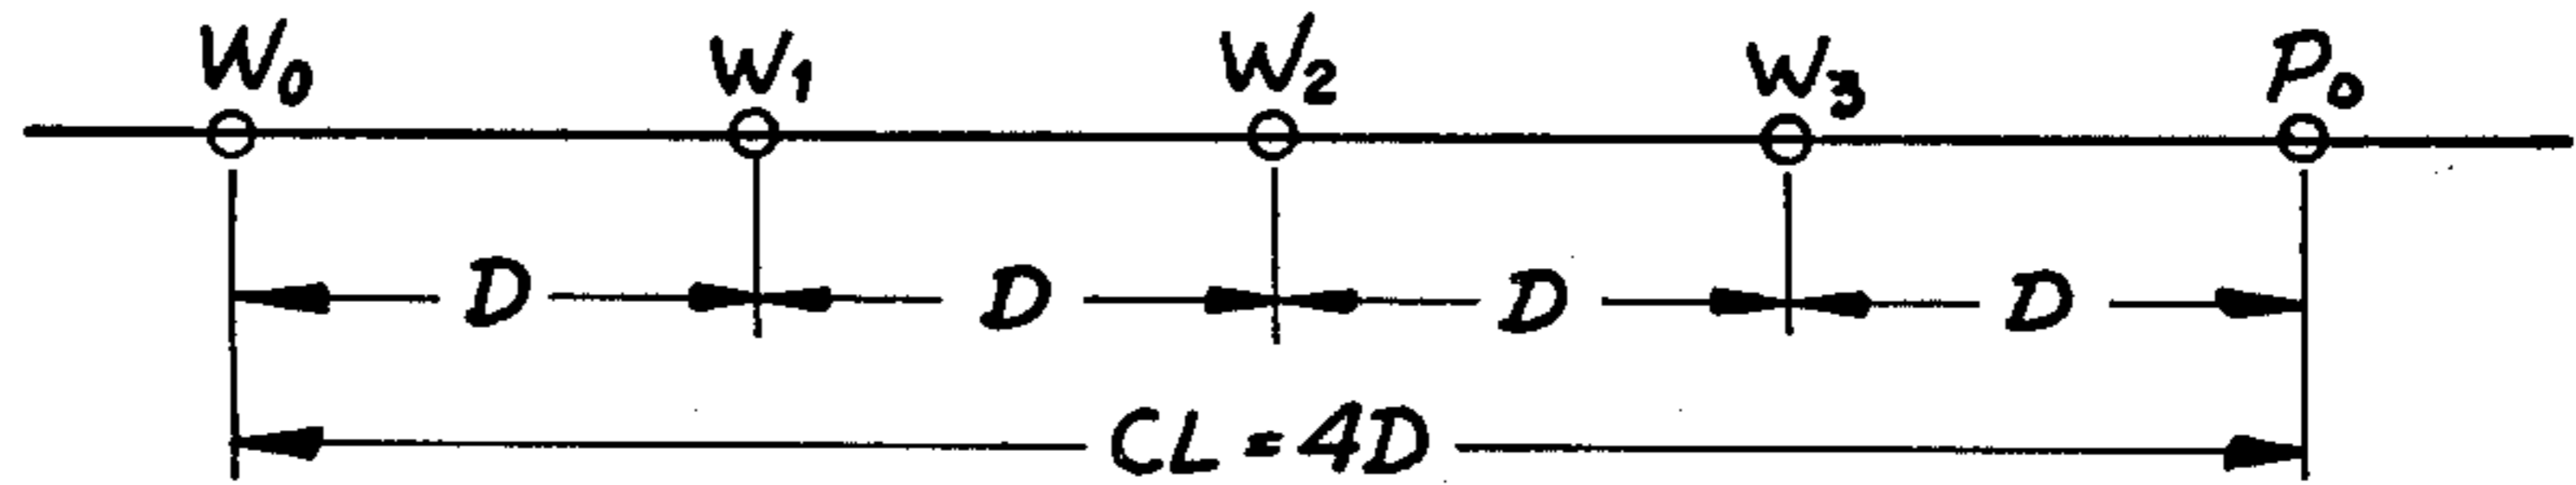 W₀ W₁ W₂ W₃ P₀
D D D D
CL = 4D